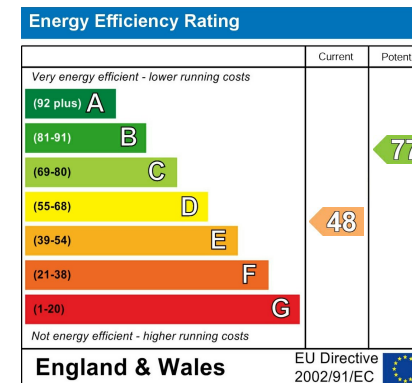 Energy Efficiency Rating
Current Potent
Very energy efficient - lower running costs
(92 plus) A
(81-91) B
77
(69-80) C
(55-68) D
48
(39-54) E
(21-38) F
(1-20) G
Not energy efficient - higher running costs
England & Wales
EU Directive
2002/91/EC